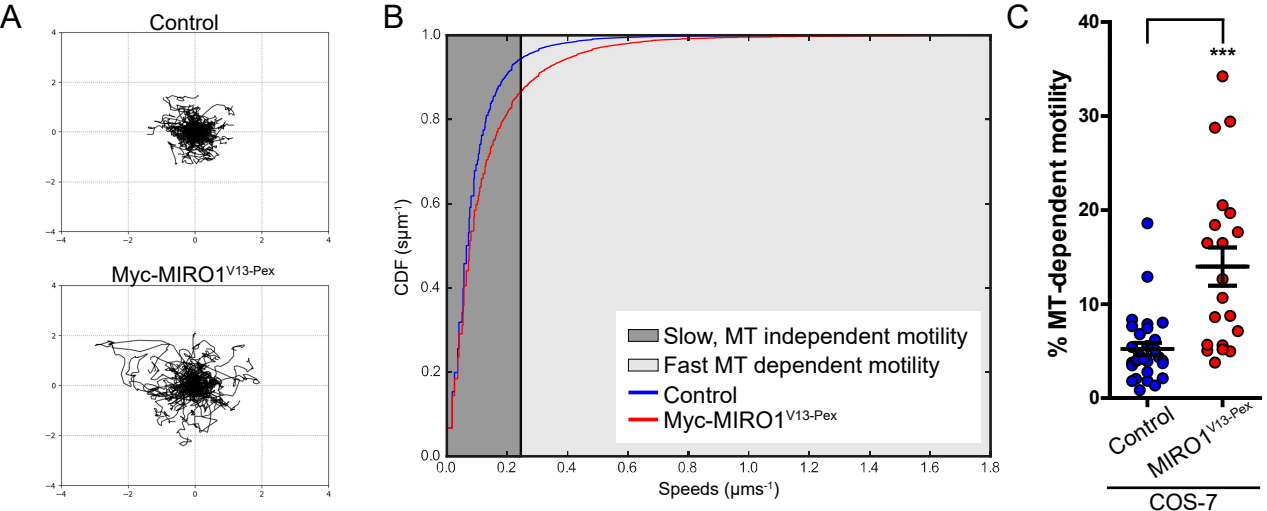 A
Control
4
2
0
−2
−4
−4
−2
0
2
4
Myc-MIRO1V13-Pex
4
2
0
−2
−4
−4
−2
0
2
4
B
1.0
0.8
0.6
0.4
0.2
0.0
CDF (sμm-1)
0.0
0.2
0.4
0.6
0.8
1.0
1.2
1.4
1.6
1.8
Speeds (μms-1)
Slow, MT independent motility
Fast MT dependent motility
Control
Myc-MIRO1V13-Pex
C
***
% MT-dependent motility
40
30
20
10
0
Control
MIRO1V13-Pex
COS-7